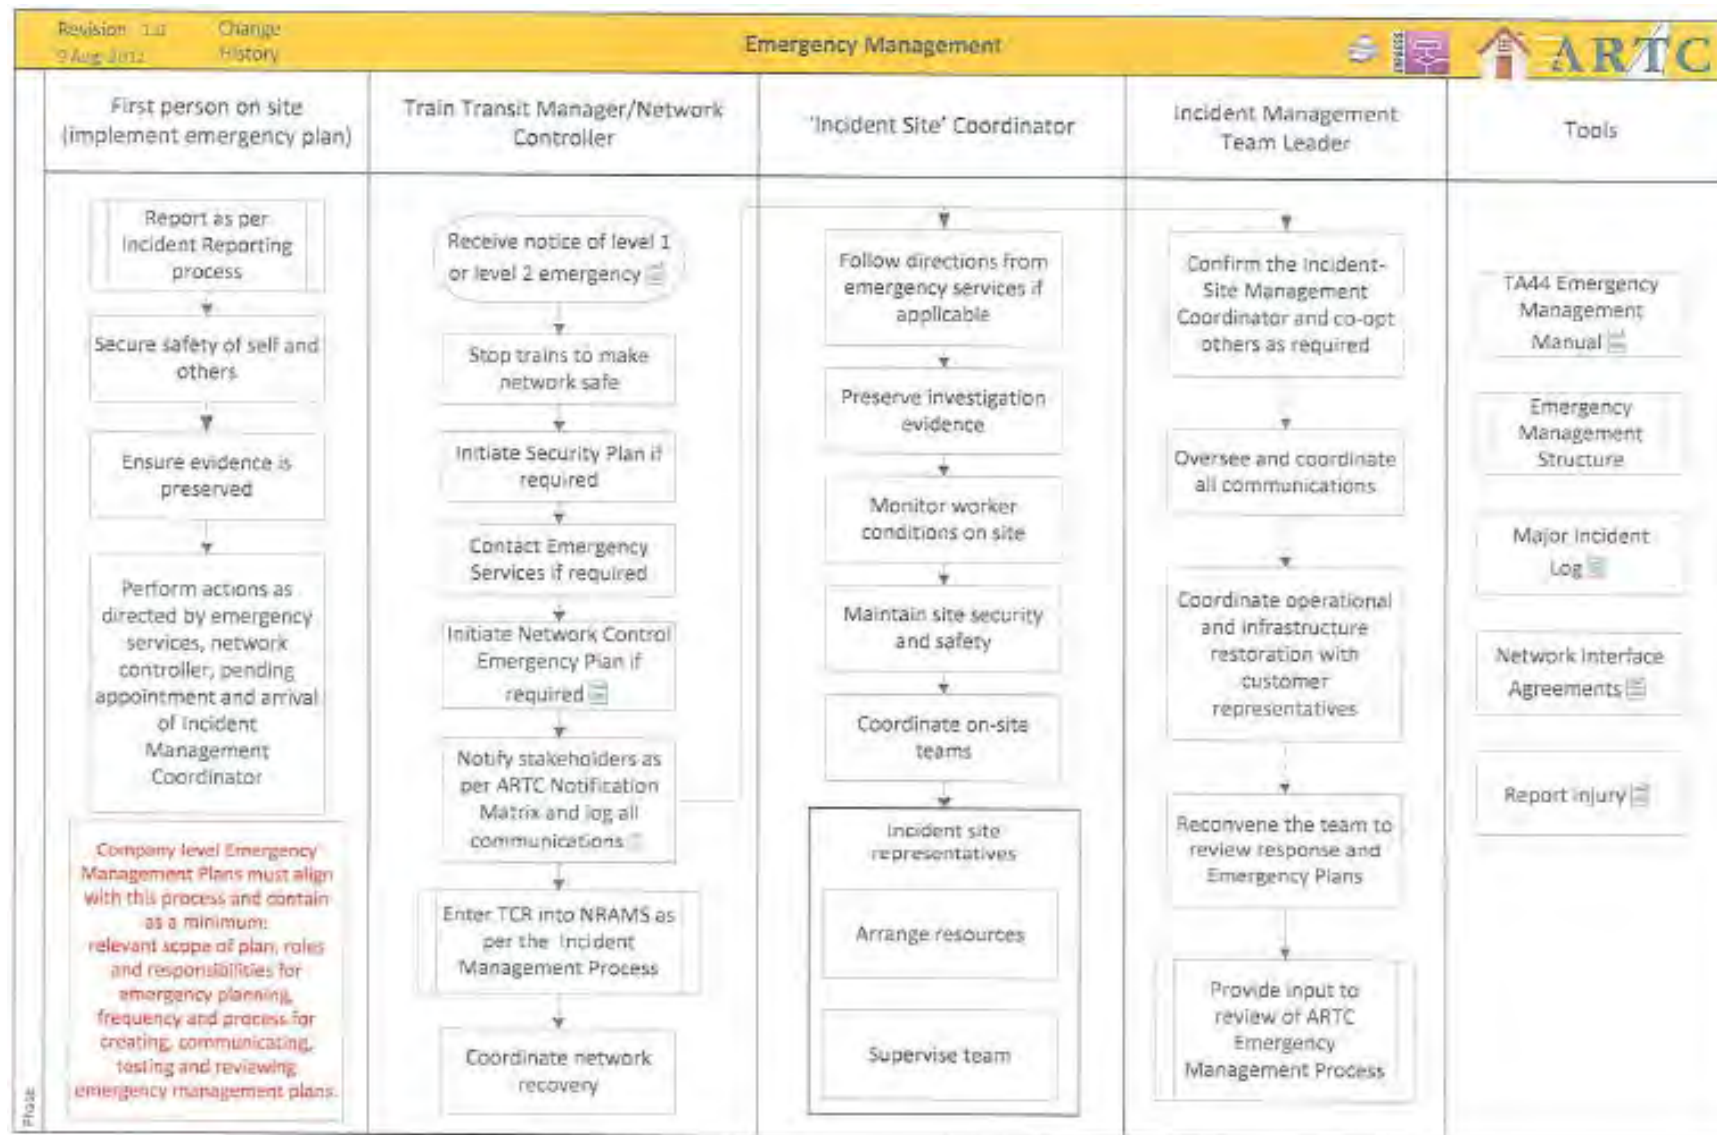 Revision 1.0
9 Aug 2012
Change
History
Emergency Management
ARTC
First person on site
(implement emergency plan)
Train Transit Manager/Network
Controller
'Incident Site' Coordinator
Incident Management
Team Leader
Tools
Report as per
Incident Reporting
process
Secure safety of self and
others
Ensure evidence is
preserved
Perform actions as
directed by emergency
services, network
controller, pending
appointment and arrival
of Incident
Management
Coordinator
Company level Emergency
Management Plans must align
with this process and contain
as a minimum:
relevant scope of plan, roles
and responsibilities for
emergency planning,
frequency and process for
creating, communicating,
testing and reviewing
emergency management plans.
Receive notice of level 1
or level 2 emergency
Stop trains to make
network safe
Initiate Security Plan if
required
Contact Emergency
Services if required
Initiate Network Control
Emergency Plan if
required
Notify stakeholders as
per ARTC Notification
Matrix and log all
communications
Enter TCR into NRAMS as
per the Incident
Management Process
Coordinate network
recovery
Follow directions from
emergency services if
applicable
Preserve investigation
evidence
Monitor worker
conditions on site
Maintain site security
and safety
Coordinate on-site
teams
Incident site
representatives
Arrange resources
Supervise team
Confirm the Incident-
Site Management
Coordinator and co-opt
others as required
Oversee and coordinate
all communications
Coordinate operational
and infrastructure
restoration with
customer
representatives
Reconvene the team to
review response and
Emergency Plans
Provide input to
review of ARTC
Emergency
Management Process
TA44 Emergency
Management
Manual
Emergency
Management
Structure
Major Incident
Log
Network Interface
Agreements
Report injury
Phase